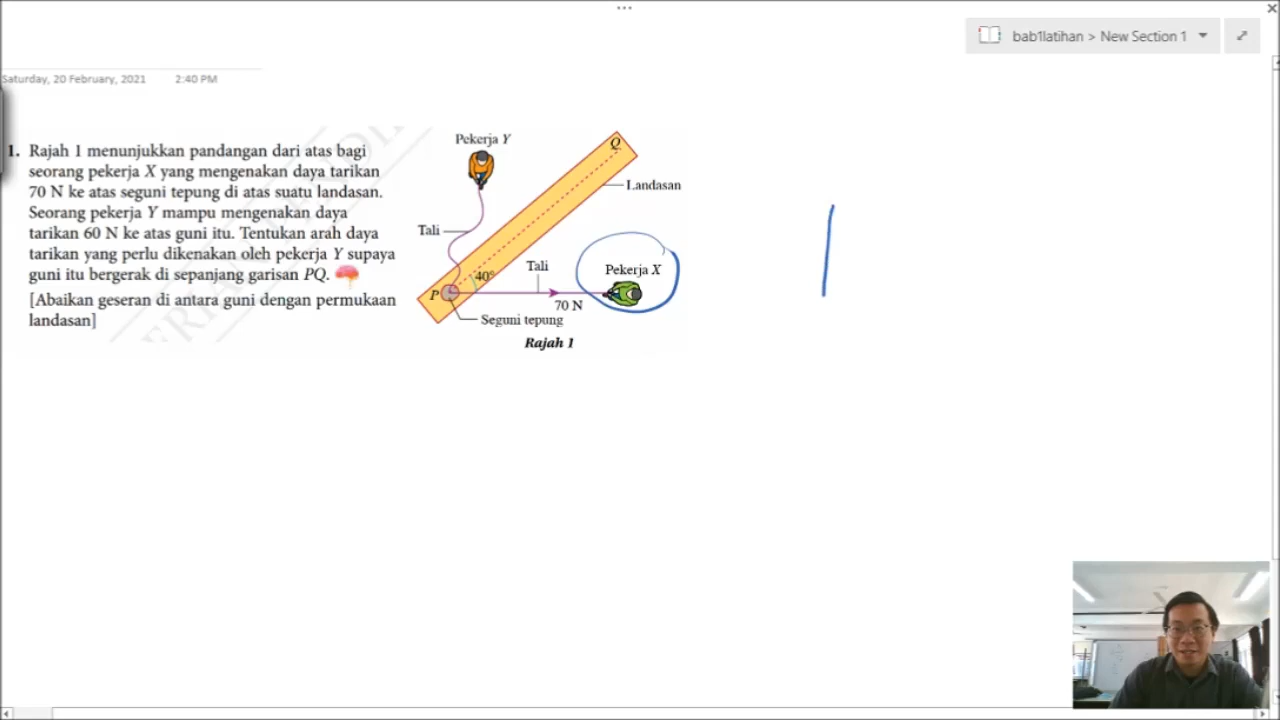 bab1latihan > New Section 1
Saturday, 20 February, 2021 2:40 PM
1. Rajah 1 menunjukkan pandangan dari atas bagi
seorang pekerja X yang mengenakan daya tarikan
70 N ke atas seguni tepung di atas suatu landasan.
Seorang pekerja Y mampu mengenakan daya
tarikan 60 N ke atas guni itu. Tentukan arah daya
tarikan yang perlu dikenakan oleh pekerja Y supaya
guni itu bergerak di sepanjang garisan PQ.
[Abaikan geseran di antara guni dengan permukaan
landasan]
Pekerja Y
Q
Landasan
Tali
40°
Tali
Pekerja X
P
70 N
Seguni tepung
Rajah 1